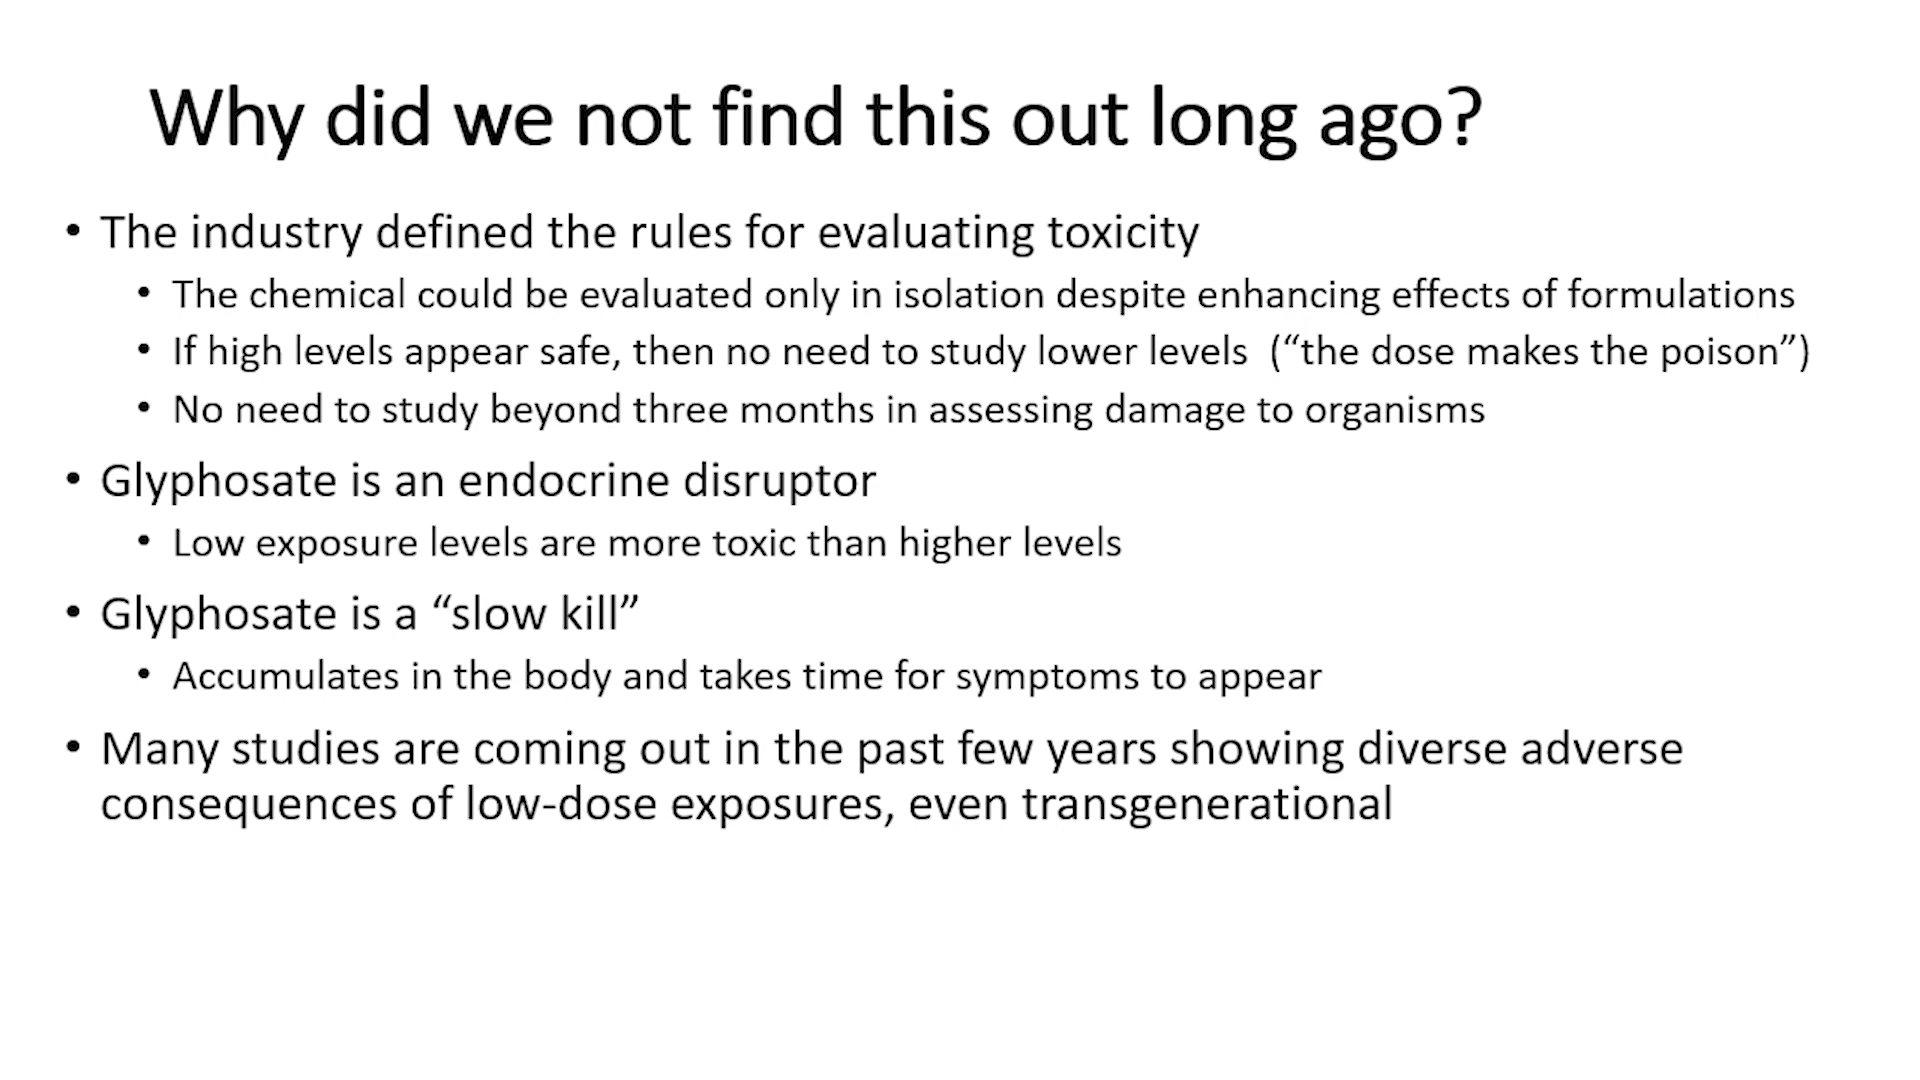 Why did we not find this out long ago?
• The industry defined the rules for evaluating toxicity
• The chemical could be evaluated only in isolation despite enhancing effects of formulations
• If high levels appear safe, then no need to study lower levels (“the dose makes the poison”)
• No need to study beyond three months in assessing damage to organisms
• Glyphosate is an endocrine disruptor
• Low exposure levels are more toxic than higher levels
• Glyphosate is a “slow kill”
• Accumulates in the body and takes time for symptoms to appear
• Many studies are coming out in the past few years showing diverse adverse
consequences of low-dose exposures, even transgenerational